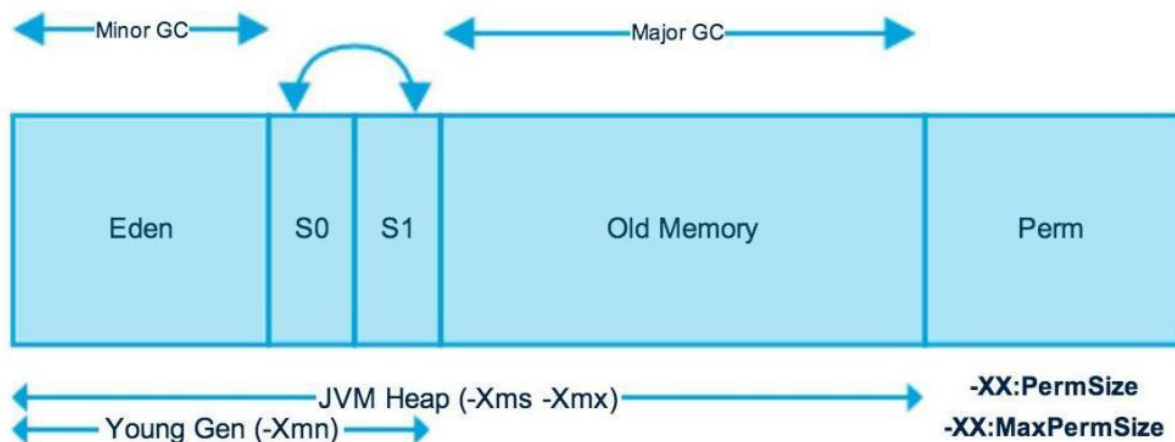 Minor GC
Major GC
Eden
S0
S1
Old Memory
Perm
JVM Heap (-Xms -Xmx)
-XX:PermSize
Young Gen (-Xmn)
-XX:MaxPermSize